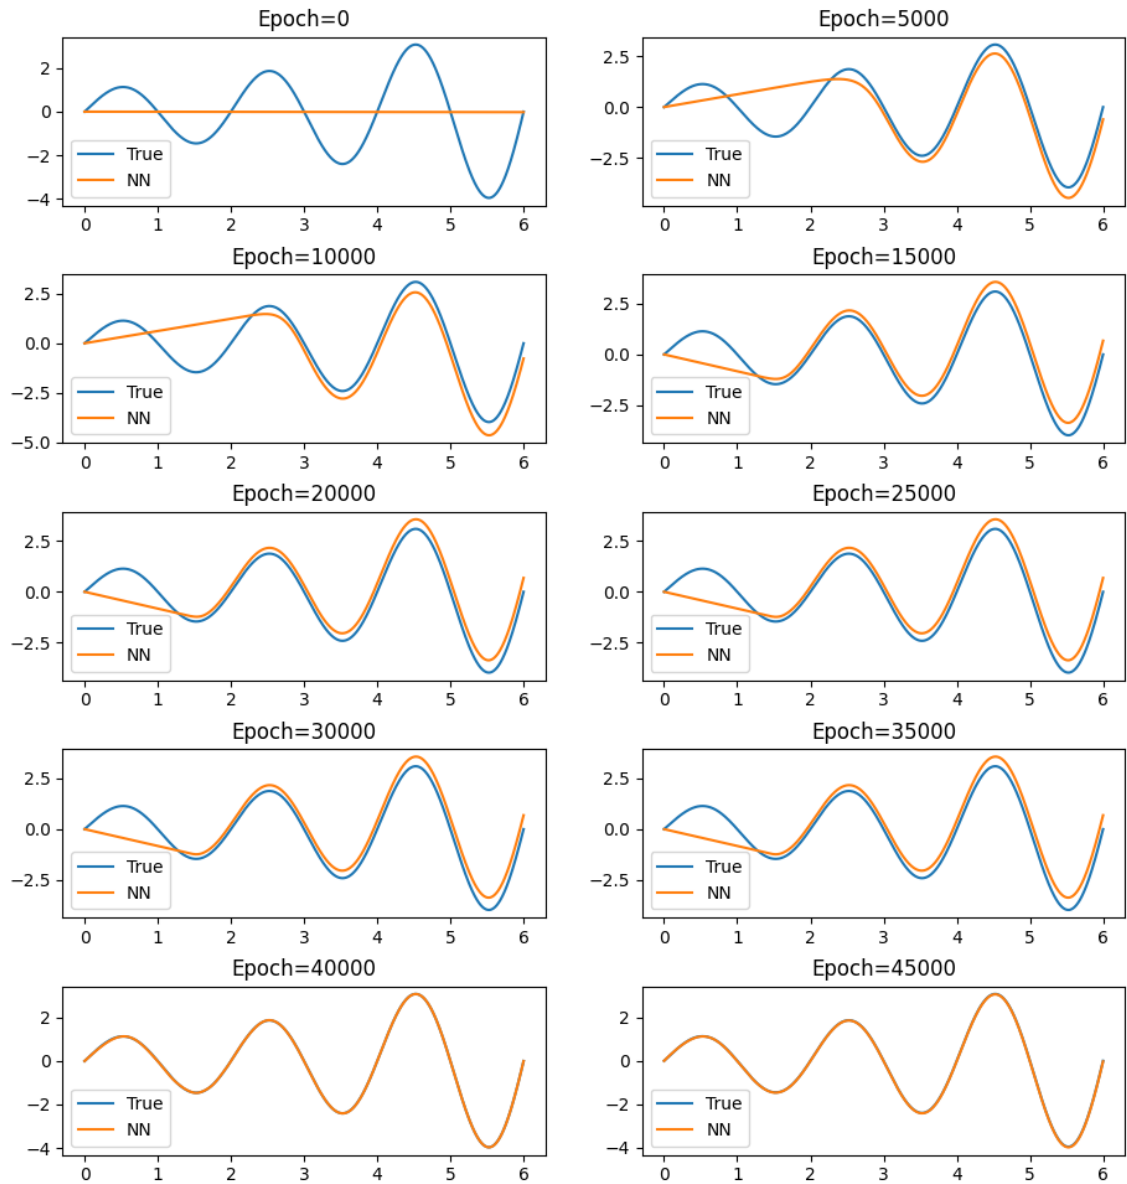 Epoch=0
2
0
−2
−4
True
NN
0 1 2 3 4 5 6
Epoch=5000
2.5
0.0
−2.5
True
NN
0 1 2 3 4 5 6
Epoch=10000
2.5
0.0
−2.5
−5.0
True
NN
0 1 2 3 4 5 6
Epoch=15000
2.5
0.0
−2.5
True
NN
0 1 2 3 4 5 6
Epoch=20000
2.5
0.0
−2.5
True
NN
0 1 2 3 4 5 6
Epoch=25000
2.5
0.0
−2.5
True
NN
0 1 2 3 4 5 6
Epoch=30000
2.5
0.0
−2.5
True
NN
0 1 2 3 4 5 6
Epoch=35000
2.5
0.0
−2.5
True
NN
0 1 2 3 4 5 6
Epoch=40000
2
0
−2
−4
True
NN
0 1 2 3 4 5 6
Epoch=45000
2
0
−2
−4
True
NN
0 1 2 3 4 5 6